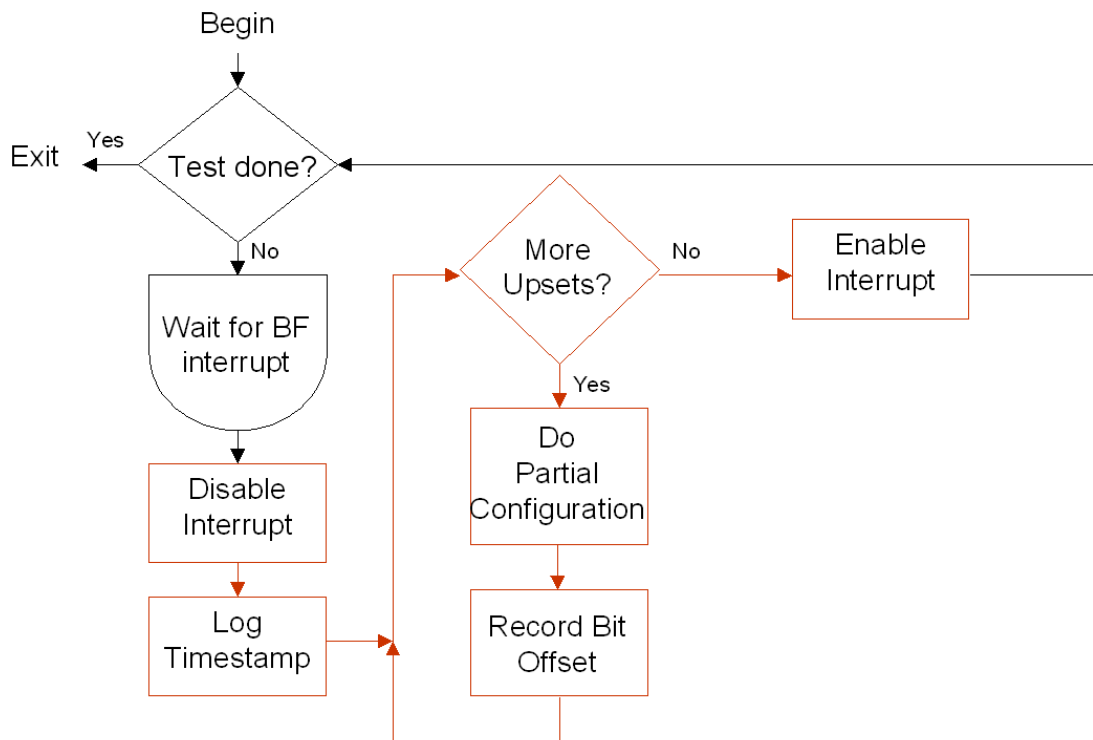 Begin
Yes
Exit
Test done?
No
Wait for BF
interrupt
Disable
Interrupt
Log
Timestamp
More
Upsets?
No
Enable
Interrupt
Yes
Do
Partial
Configuration
Record Bit
Offset